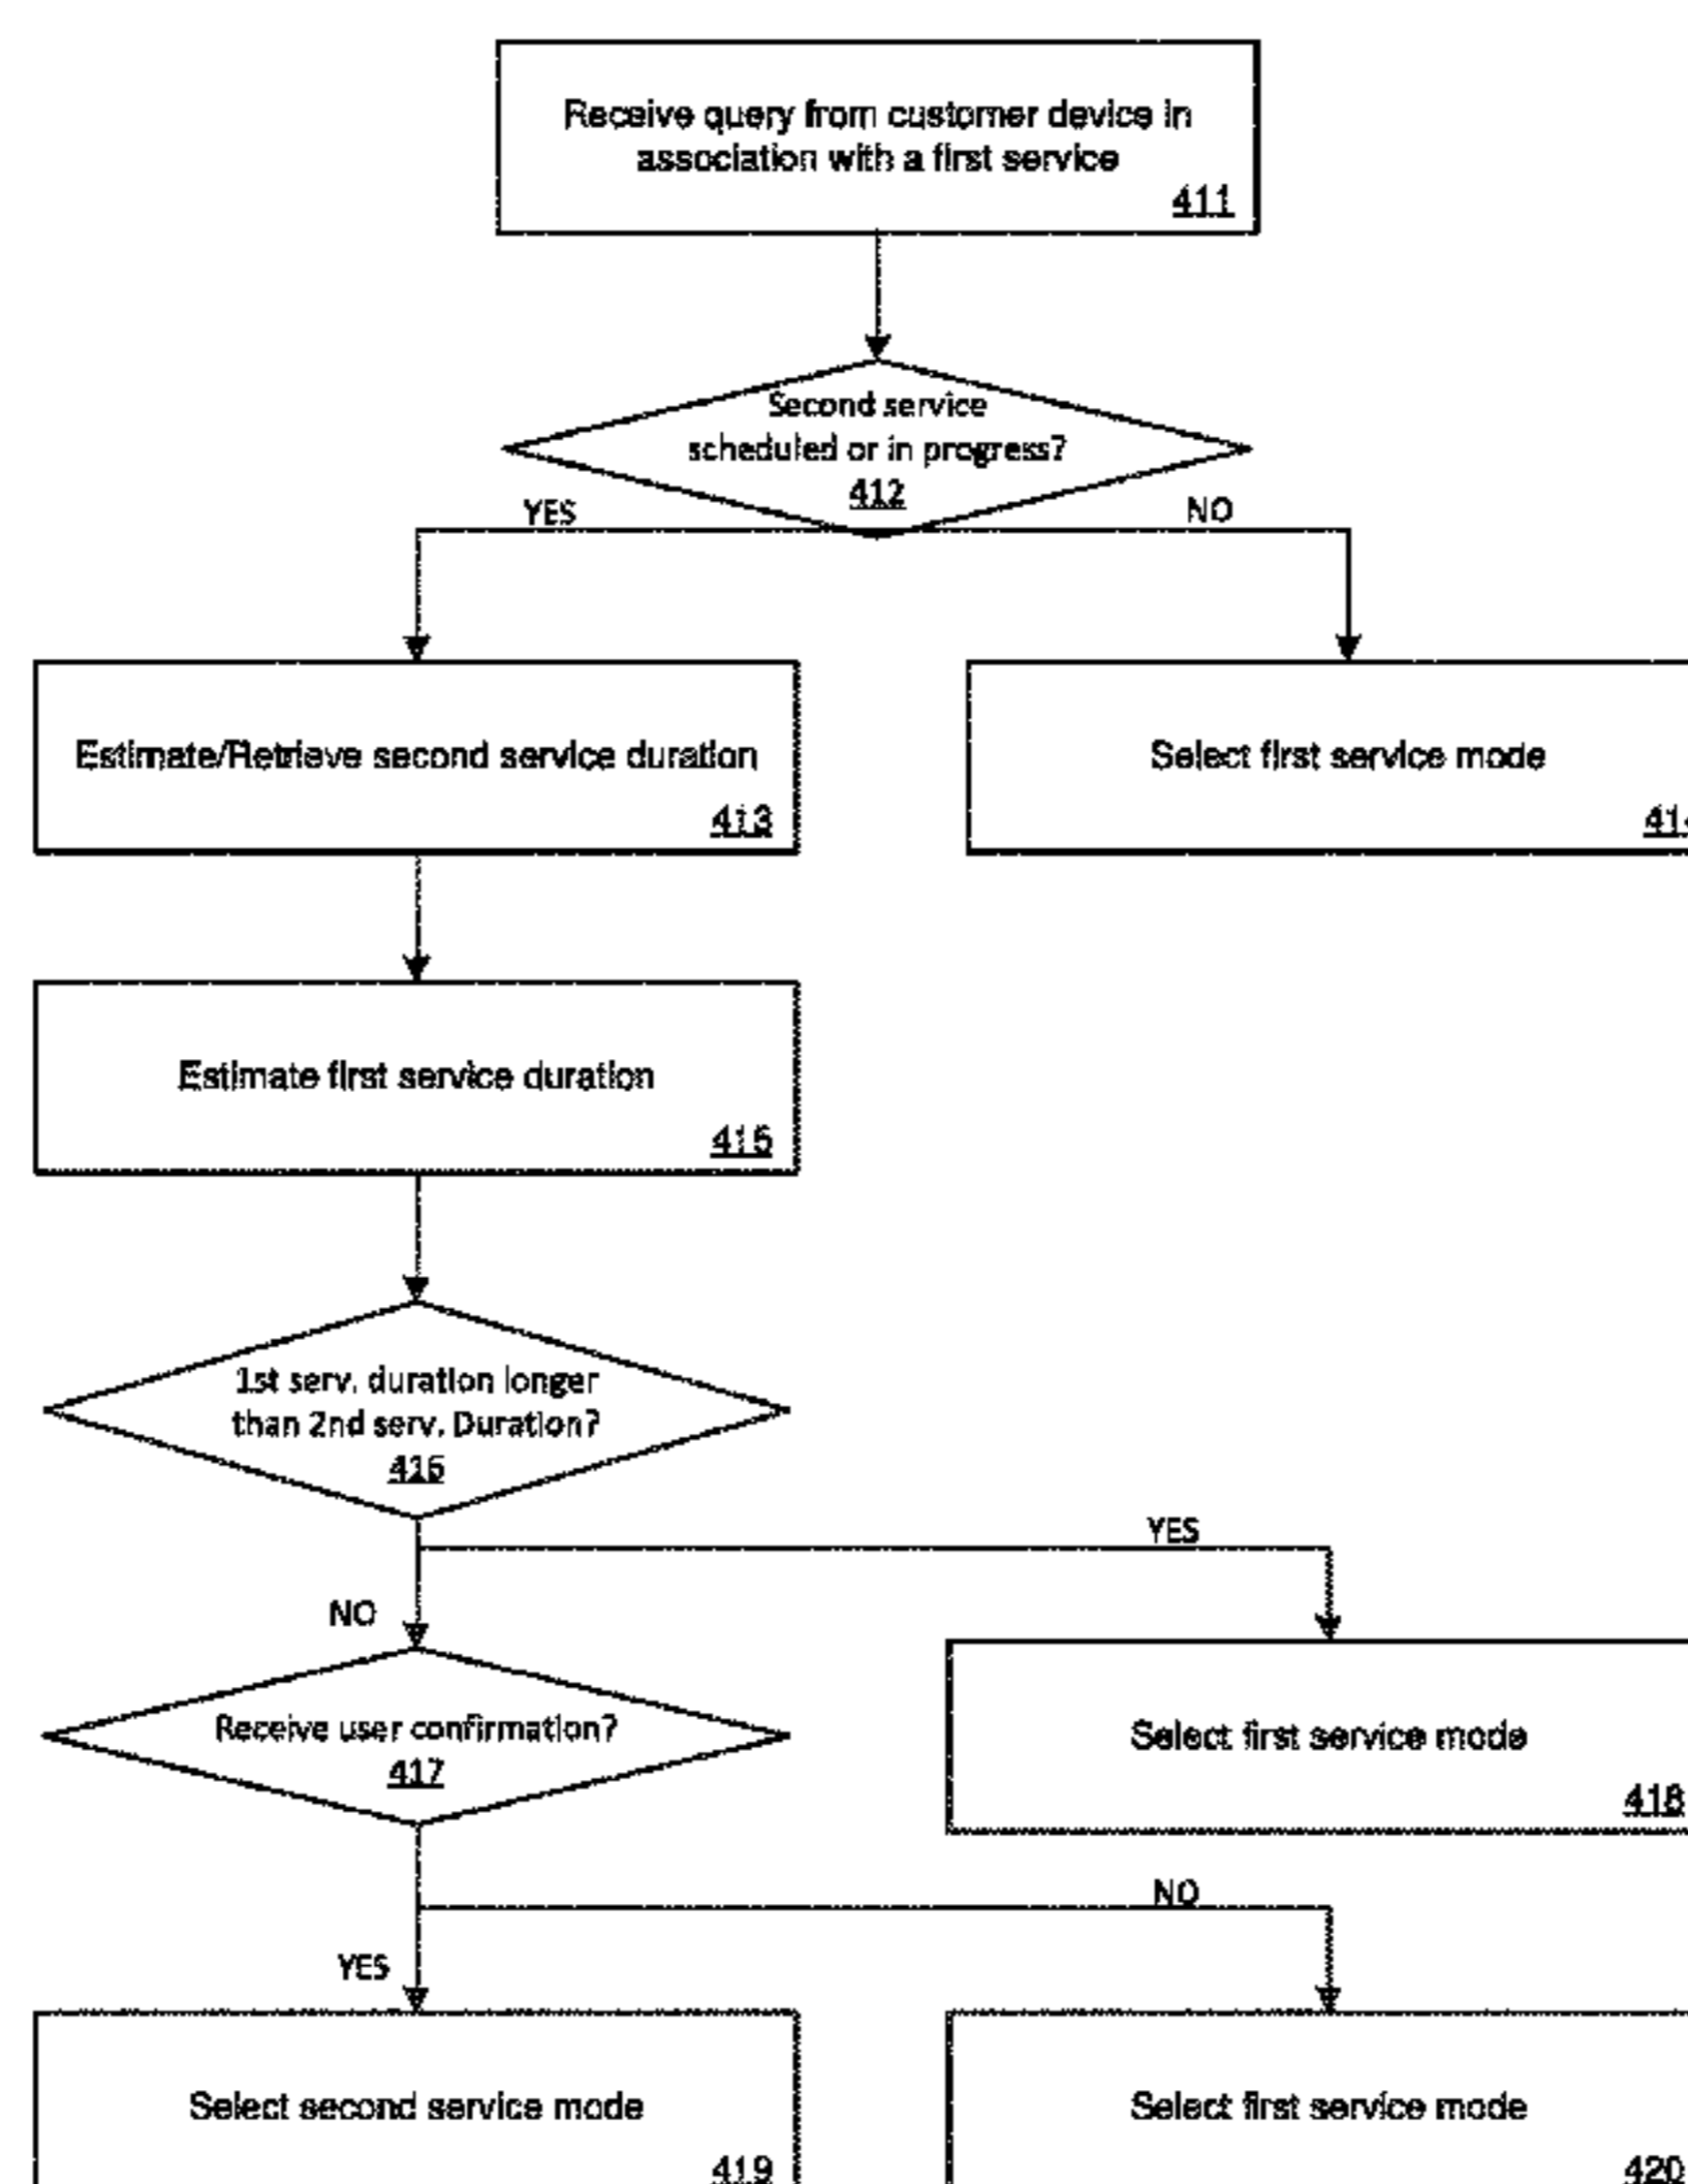 Receive query from customer device in
association with a first service
411
Second service
scheduled or in progress?
412
YES
NO
Estimate/Retrieve second service duration
413
Select first service mode
Estimate first service duration
415
1st serv. duration longer
than 2nd serv. Duration?
416
YES
NO
Receive user confirmation?
417
Select first service mode
418
NO
YES
Select second service mode
419
Select first service mode
420